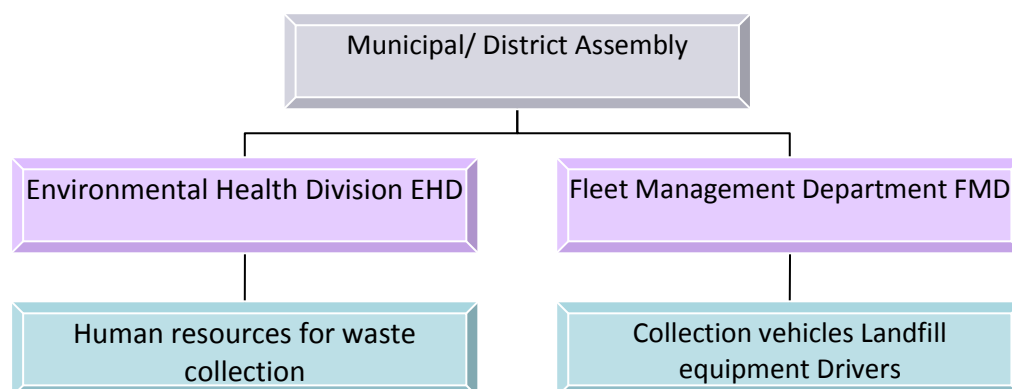 Municipal/ District Assembly
Environmental Health Division EHD
Fleet Management Department FMD
Human resources for waste
collection
Collection vehicles Landfill
equipment Drivers